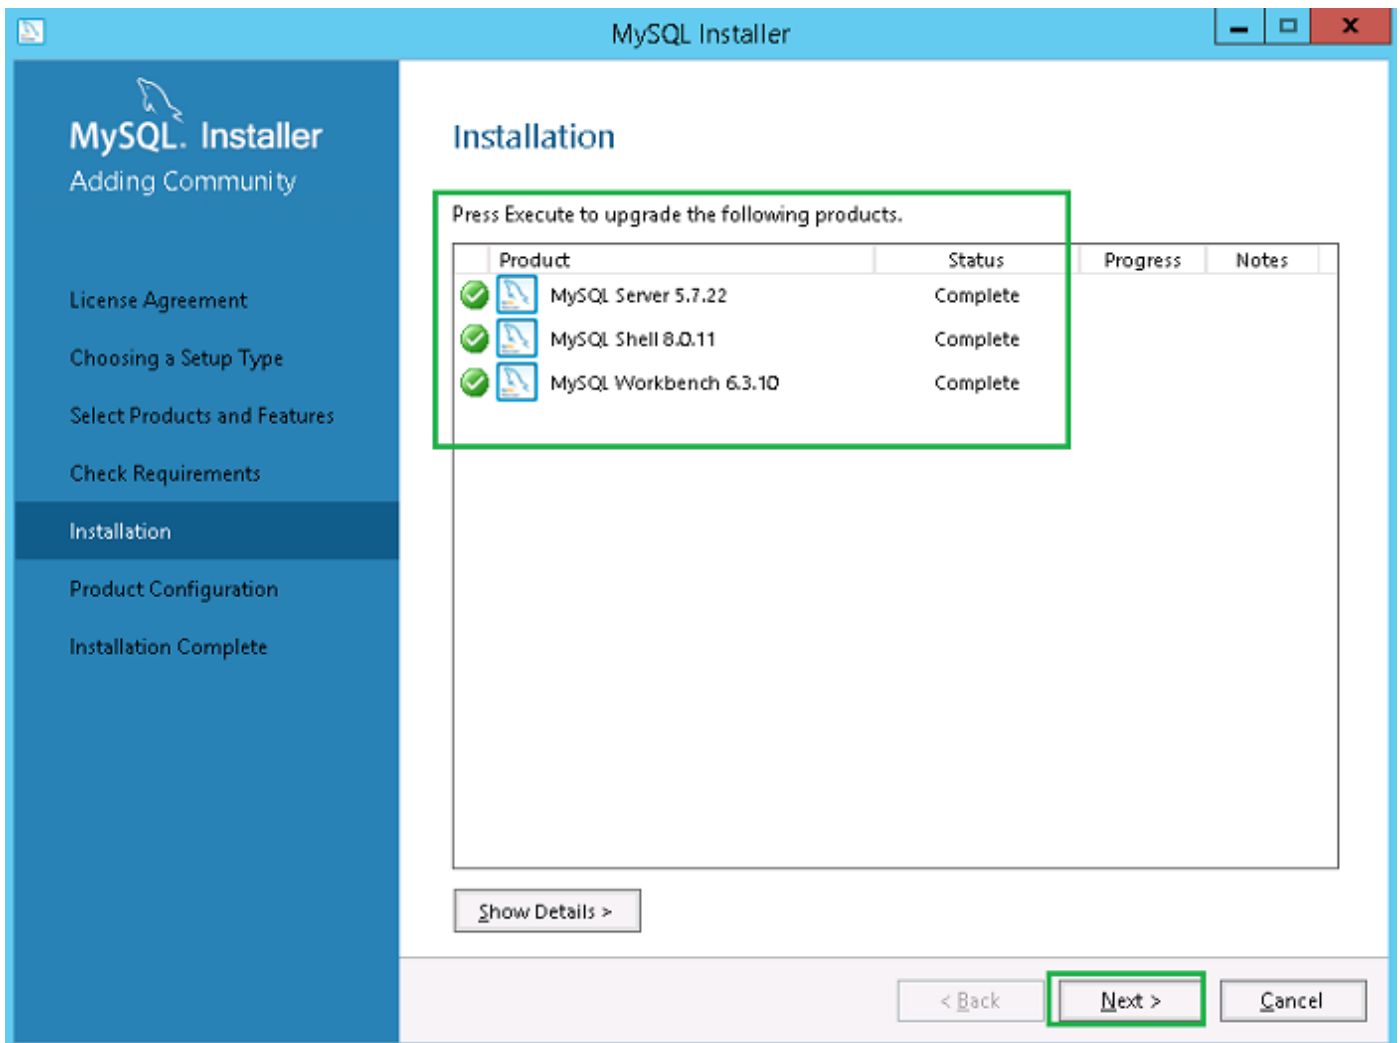 MySQL Installer
MySQL. Installer
Adding Community
License Agreement
Choosing a Setup Type
Select Products and Features
Check Requirements
Installation
Product Configuration
Installation Complete
Installation
Press Execute to upgrade the following products.
Product Status Progress Notes
MySQL Server 5.7.22 Complete
MySQL Shell 8.0.11 Complete
MySQL Workbench 6.3.10 Complete
Show Details >
< Back Next > Cancel